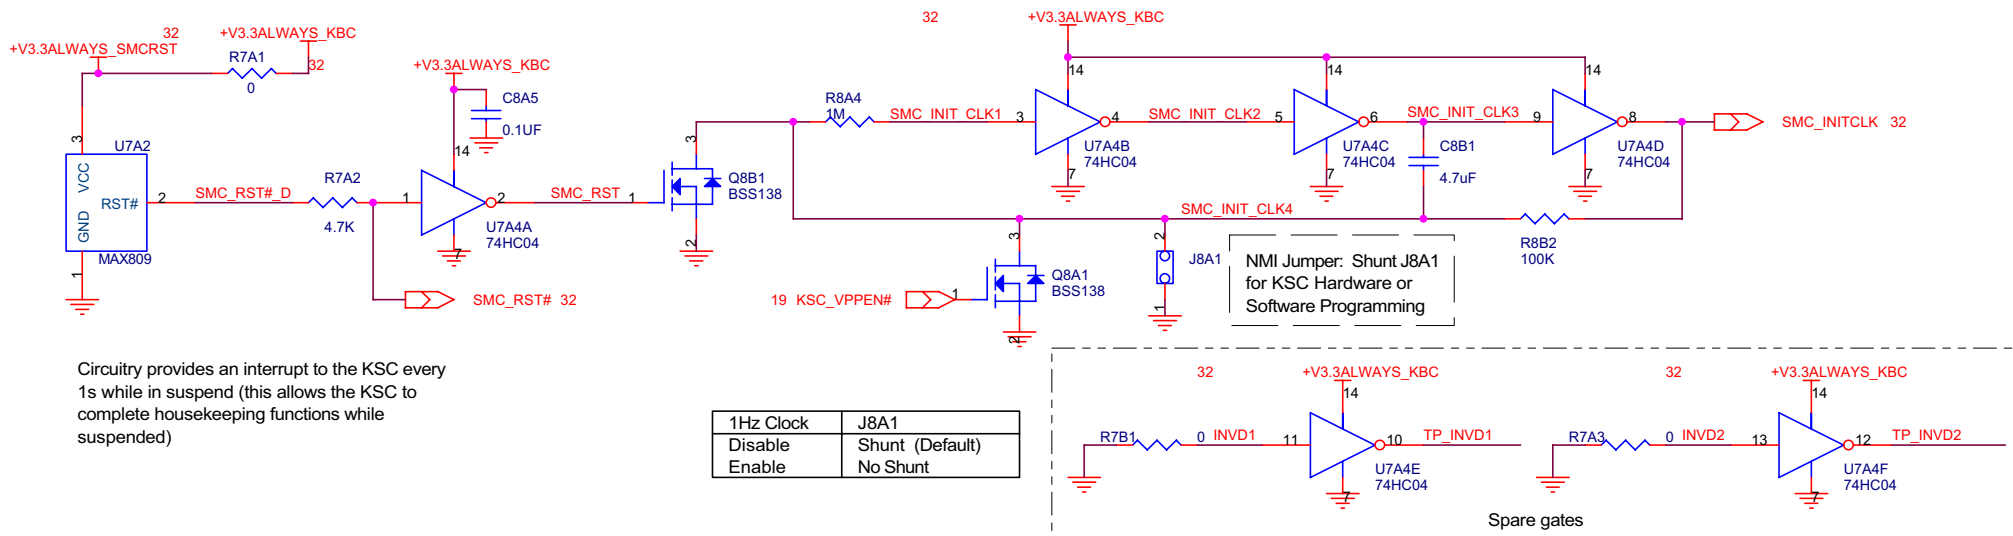 32
+V3.3ALWAYS_SMCRST
+V3.3ALWAYS_KBC
32
R7A1
0
+V3.3ALWAYS_KBC
C8A5
0.1UF
3
U7A2
VCC
GND
RST#
2
MAX809
1
SMC_RST#_D
R7A2
4.7K
1
14
2
U7A4A
74HC04
7
SMC_RST# 32
SMC_RST
1
3
Q8B1
BSS138
2
32
+V3.3ALWAYS_KBC
R8A4
1M
SMC_INIT_CLK1
3
14
4
U7A4B
74HC04
7
SMC_INIT_CLK2
5
14
6
U7A4C
74HC04
7
SMC_INIT_CLK3
C8B1
4.7uF
9
14
8
U7A4D
74HC04
7
SMC_INITCLK 32
SMC_INIT_CLK4
R8B2
100K
19 KSC_VPPEN#
1
3
Q8A1
BSS138
2
2
J8A1
1
NMI Jumper: Shunt J8A1
for KSC Hardware or
Software Programming
Circuitry provides an interrupt to the KSC every
1s while in suspend (this allows the KSC to
complete housekeeping functions while
suspended)
1Hz Clock J8A1
Disable Shunt (Default)
Enable No Shunt
32
+V3.3ALWAYS_KBC
R7B1
0
INVD1
11
14
10
TP_INVD1
U7A4E
74HC04
7
32
+V3.3ALWAYS_KBC
R7A3
0
INVD2
13
14
12
TP_INVD2
U7A4F
74HC04
7
Spare gates